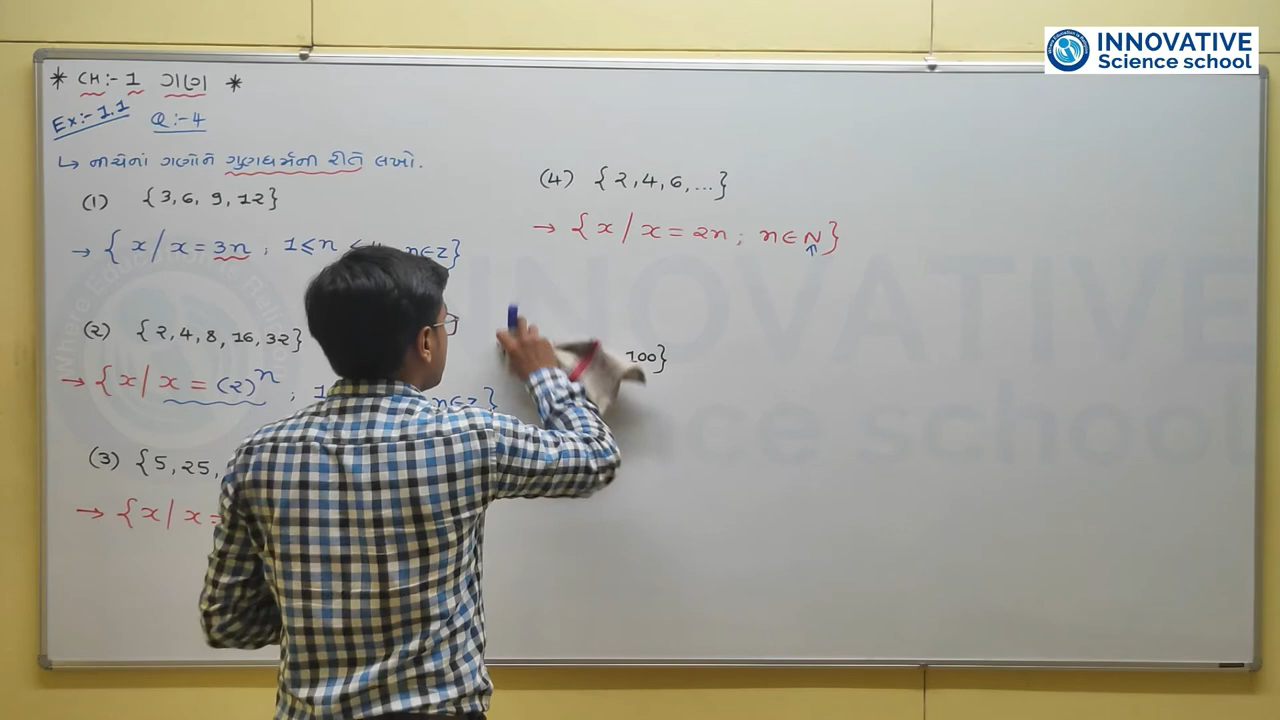 * CH:- 1 ગણ *
Ex:- 1.1 Q:-4
↳ નીચેનાં ગણોને ગુણધર્મની રીતે લખો.
(1) {3,6,9,12}
→ { x/x = 3n ; 1≤n≤ n∈Z}
(2) {2,4,8,16,32}
→ {x/x = (2)ⁿ ; 1 n∈Z}
(3) {5,25,
→ {x/x=
(4) {2,4,6,...}
→ {x/x = 2n; n∈N}
100}
INNOVATIVE
Science school